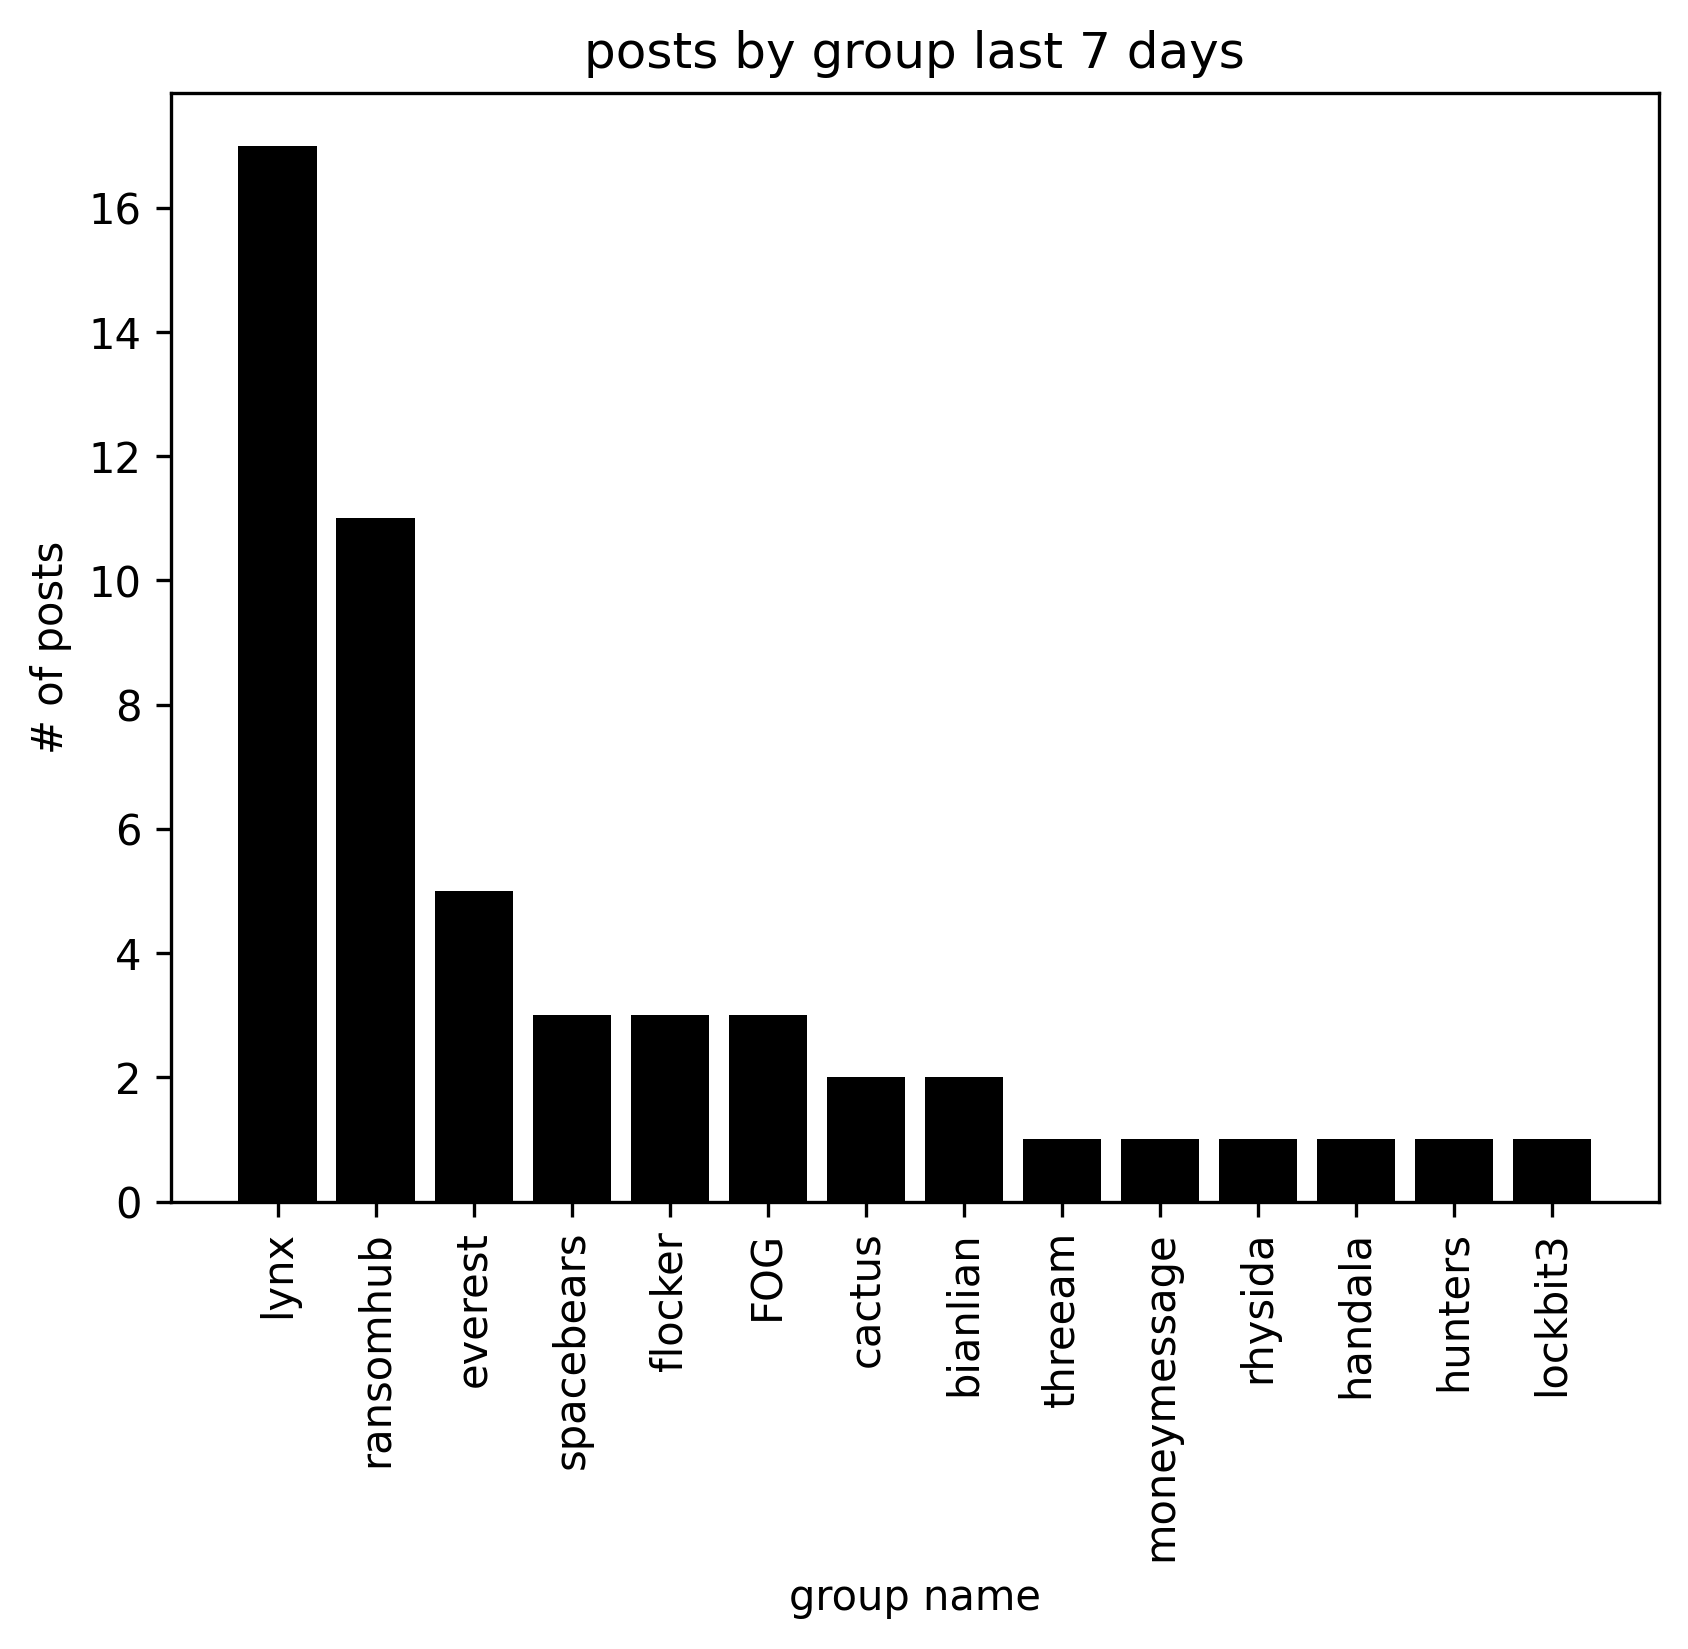 posts by group last 7 days
# of posts
16
14
12
10
8
6
4
2
0
lynx
ransomhub
everest
spacebears
flocker
FOG
cactus
bianlian
threeam
moneymessage
rhysida
handala
hunters
lockbit3
group name